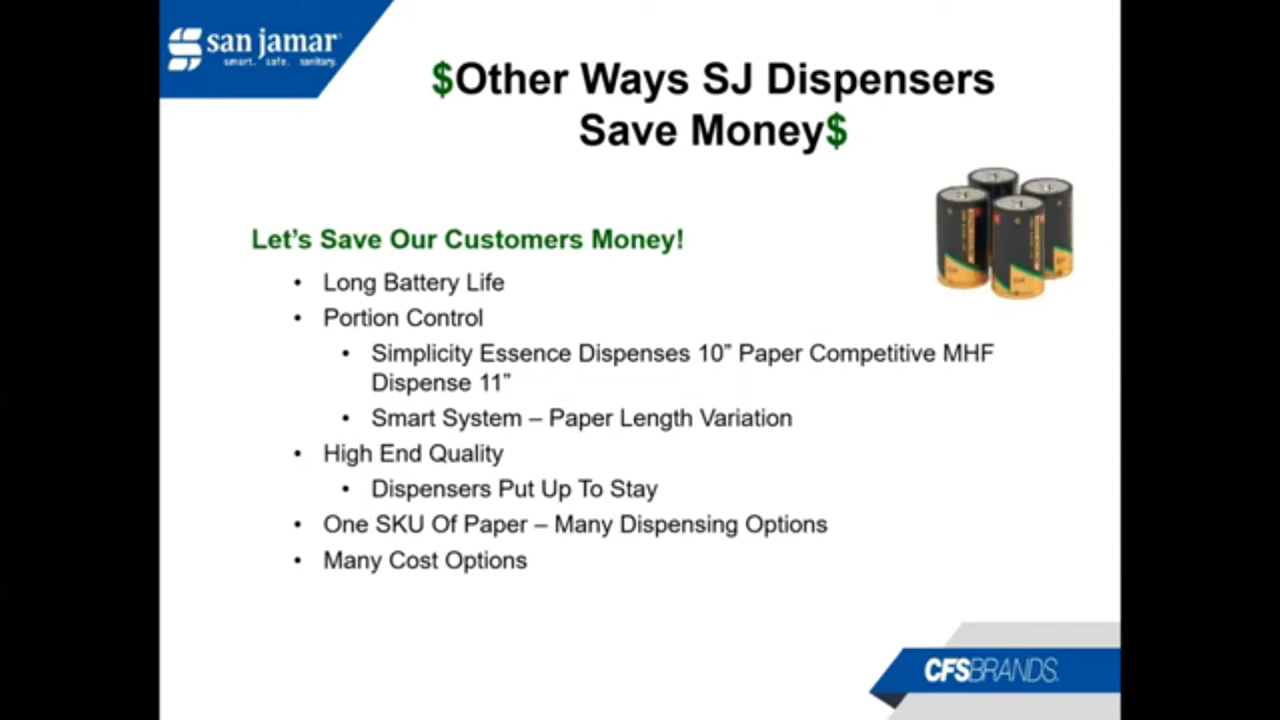 san jamar
smart. safe. sanitary.
$Other Ways SJ Dispensers
Save Money$
Let’s Save Our Customers Money!
• Long Battery Life
• Portion Control
• Simplicity Essence Dispenses 10” Paper Competitive MHF
Dispense 11”
• Smart System – Paper Length Variation
• High End Quality
• Dispensers Put Up To Stay
• One SKU Of Paper – Many Dispensing Options
• Many Cost Options
CFSBRANDS.